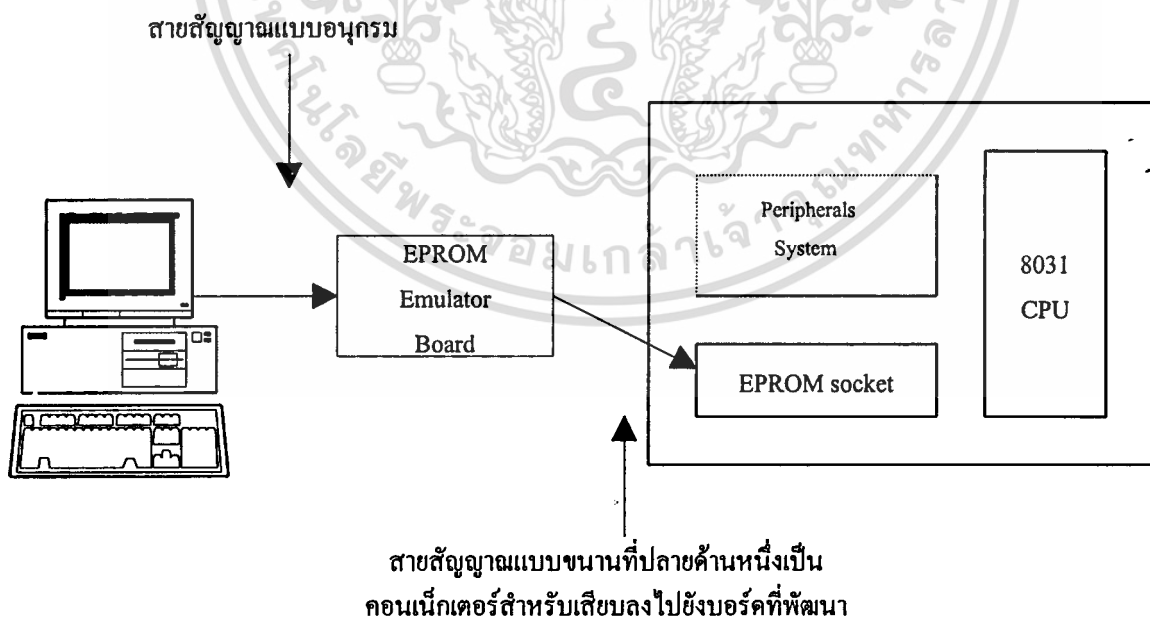 สายสัญญาณแบบอนุกรม
Peripherals
System
8031
CPU
EPROM
Emulator
Board
EPROM socket
สายสัญญาณแบบขนานที่ปลายด้านหนึ่งเป็น
คอนเน็กเตอร์สำหรับเสียบลงไปยังบอร์ดที่พัฒนา